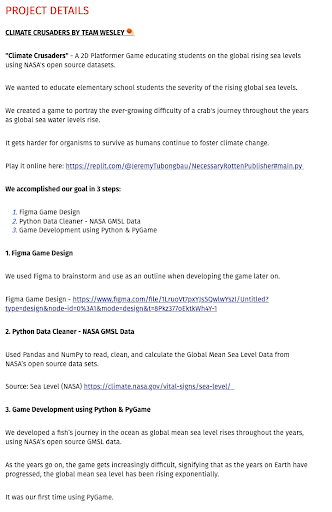 PROJECT DETAILS
CLIMATE CRUSADERS BY TEAM WESLEY
"Climate Crusaders" - A 2D Platformer Game educating students on the global rising sea levels
using NASA's open source datasets.
We wanted to educate elementary school students the severity of the rising global sea levels.
We created a game to portray the ever-growing difficulty of a crab's journey throughout the years
as global sea water levels rise.
It gets harder for organisms to survive as humans continue to foster climate change.
Play it online here: https://replit.com/@JeremyTubongbau/NecessaryRottenPublisher#main.py
We accomplished our goal in 3 steps:
1. Figma Game Design
2. Python Data Cleaner - NASA GMSL Data
3. Game Development using Python & PyGame
1. Figma Game Design
We used Figma to brainstorm and use as an outline when developing the game later on.
Figma Game Design -
type=design&node-id=0%3A1&mode=design&t=8Pkz377oEktkWh4Y-1
2. Python Data Cleaner - NASA GMSL Data
Used Pandas and NumPy to read, clean, and calculate the Global Mean Sea Level Data from
NASA's open source data sets.
Source: Sea Level (NASA) https://climate.nasa.gov/vital-signs/sea-level/
3. Game Development using Python & PyGame
We developed a fish's journey in the ocean as global mean sea level rises throughout the years,
using NASA's open source GMSL data.
As the years go on, the game gets increasingly difficult, signifying that as the years on Earth have
progressed, the global mean sea level has been rising exponentially.
It was our first time using PyGame.